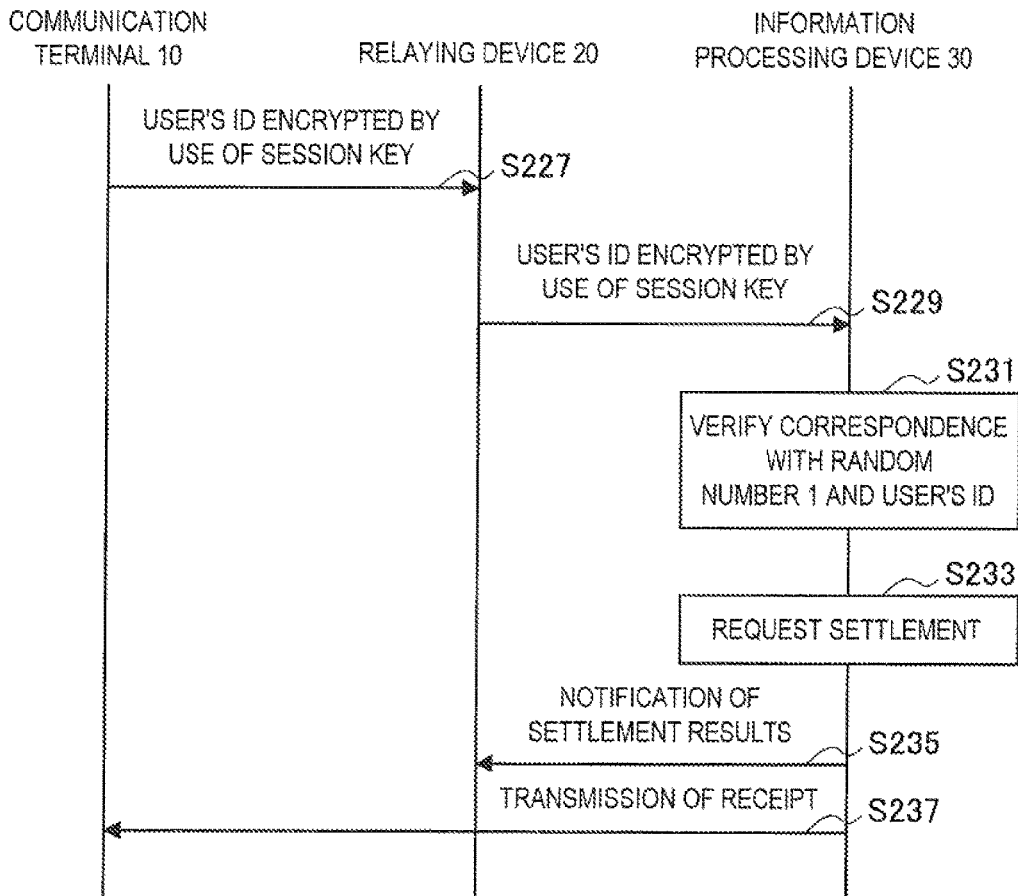 COMMUNICATION
TERMINAL 10
RELAYING DEVICE 20
INFORMATION
PROCESSING DEVICE 30
USER'S ID ENCRYPTED BY
USE OF SESSION KEY
S227
USER'S ID ENCRYPTED BY
USE OF SESSION KEY
S229
S231
VERIFY CORRESPONDENCE
WITH RANDOM
NUMBER 1 AND USER'S ID
S233
REQUEST SETTLEMENT
NOTIFICATION OF
SETTLEMENT RESULTS
S235
TRANSMISSION OF RECEIPT
S237